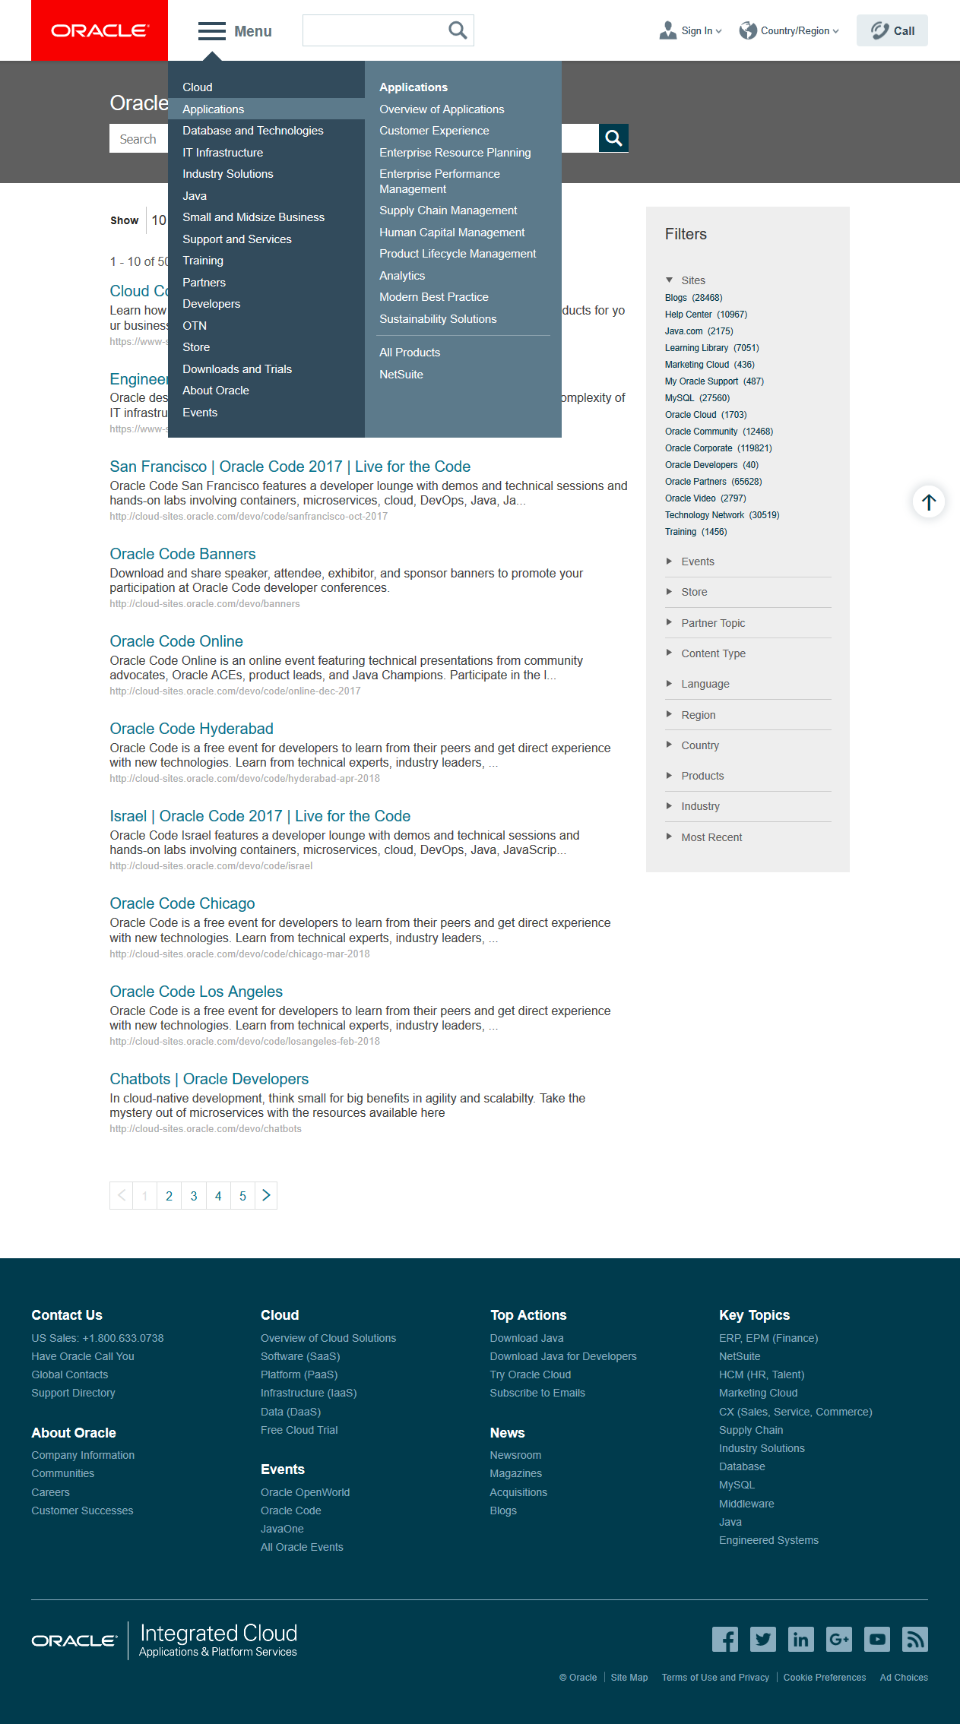 ORACLE
Menu
Sign In
Country/Region
Call
Oracle
Search
Cloud
Applications
Database and Technologies
IT Infrastructure
Industry Solutions
Java
Small and Midsize Business
Support and Services
Training
Partners
Developers
OTN
Store
Downloads and Trials
About Oracle
Events
Applications
Overview of Applications
Customer Experience
Enterprise Resource Planning
Enterprise Performance
Management
Supply Chain Management
Human Capital Management
Product Lifecycle Management
Analytics
Modern Best Practice
Sustainability Solutions
All Products
NetSuite
Show 10
1 - 10 of 50
Cloud Co
Learn how ducts for yo
ur business
https://www-s
Engineer
Oracle des omplexity of
IT infrastru
https://www-s
San Francisco | Oracle Code 2017 | Live for the Code
Oracle Code San Francisco features a developer lounge with demos and technical sessions and
hands-on labs involving containers, microservices, cloud, DevOps, Java, Ja...
http://cloud-sites.oracle.com/devo/code/sanfrancisco-oct-2017
Oracle Code Banners
Download and share speaker, attendee, exhibitor, and sponsor banners to promote your
participation at Oracle Code developer conferences.
http://cloud-sites.oracle.com/devo/banners
Oracle Code Online
Oracle Code Online is an online event featuring technical presentations from community
advocates, Oracle ACEs, product leads, and Java Champions. Participate in the l...
http://cloud-sites.oracle.com/devo/code/online-dec-2017
Oracle Code Hyderabad
Oracle Code is a free event for developers to learn from their peers and get direct experience
with new technologies. Learn from technical experts, industry leaders, ...
http://cloud-sites.oracle.com/devo/code/hyderabad-apr-2018
Israel | Oracle Code 2017 | Live for the Code
Oracle Code Israel features a developer lounge with demos and technical sessions and
hands-on labs involving containers, microservices, cloud, DevOps, Java, JavaScrip...
http://cloud-sites.oracle.com/devo/code/israel
Oracle Code Chicago
Oracle Code is a free event for developers to learn from their peers and get direct experience
with new technologies. Learn from technical experts, industry leaders, ...
http://cloud-sites.oracle.com/devo/code/chicago-mar-2018
Oracle Code Los Angeles
Oracle Code is a free event for developers to learn from their peers and get direct experience
with new technologies. Learn from technical experts, industry leaders, ...
http://cloud-sites.oracle.com/devo/code/losangeles-feb-2018
Chatbots | Oracle Developers
In cloud-native development, think small for big benefits in agility and scalabilty. Take the
mystery out of microservices with the resources available here
http://cloud-sites.oracle.com/devo/chatbots
1 2 3 4 5
Filters
Sites
Blogs (28468)
Help Center (10967)
Java.com (2175)
Learning Library (7051)
Marketing Cloud (436)
My Oracle Support (487)
MySQL (27560)
Oracle Cloud (1703)
Oracle Community (12468)
Oracle Corporate (119821)
Oracle Developers (40)
Oracle Partners (65628)
Oracle Video (2797)
Technology Network (30519)
Training (1456)
Events
Store
Partner Topic
Content Type
Language
Region
Country
Products
Industry
Most Recent
Contact Us
US Sales: +1.800.633.0738
Have Oracle Call You
Global Contacts
Support Directory
About Oracle
Company Information
Communities
Careers
Customer Successes
Cloud
Overview of Cloud Solutions
Software (SaaS)
Platform (PaaS)
Infrastructure (IaaS)
Data (DaaS)
Free Cloud Trial
Events
Oracle OpenWorld
Oracle Code
JavaOne
All Oracle Events
Top Actions
Download Java
Download Java for Developers
Try Oracle Cloud
Subscribe to Emails
News
Newsroom
Magazines
Acquisitions
Blogs
Key Topics
ERP, EPM (Finance)
NetSuite
HCM (HR, Talent)
Marketing Cloud
CX (Sales, Service, Commerce)
Supply Chain
Industry Solutions
Database
MySQL
Middleware
Java
Engineered Systems
ORACLE
Integrated Cloud
Applications & Platform Services
© Oracle | Site Map Terms of Use and Privacy | Cookie Preferences Ad Choices